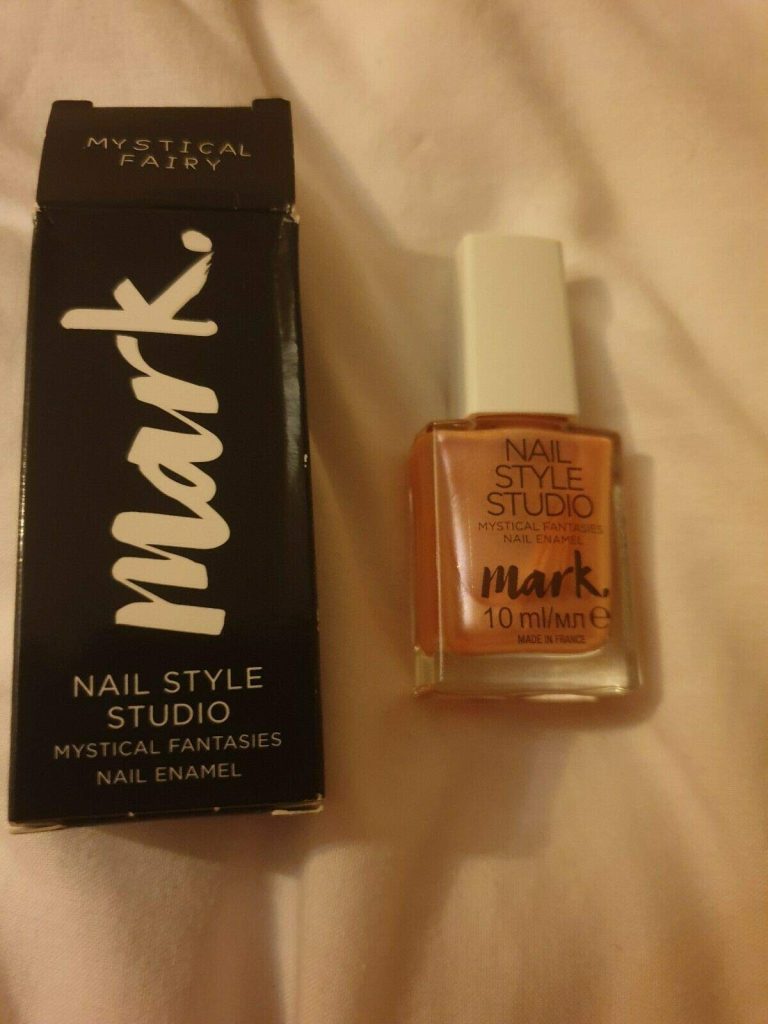 MYSTICAL
FAIRY
mark.
NAIL STYLE
STUDIO
MYSTICAL FANTASIES
NAIL ENAMEL
NAIL
STYLE
STUDIO
MYSTICAL FANTASIES
NAIL ENAMEL
mark.
10 ml/мл ℮
MADE IN FRANCE